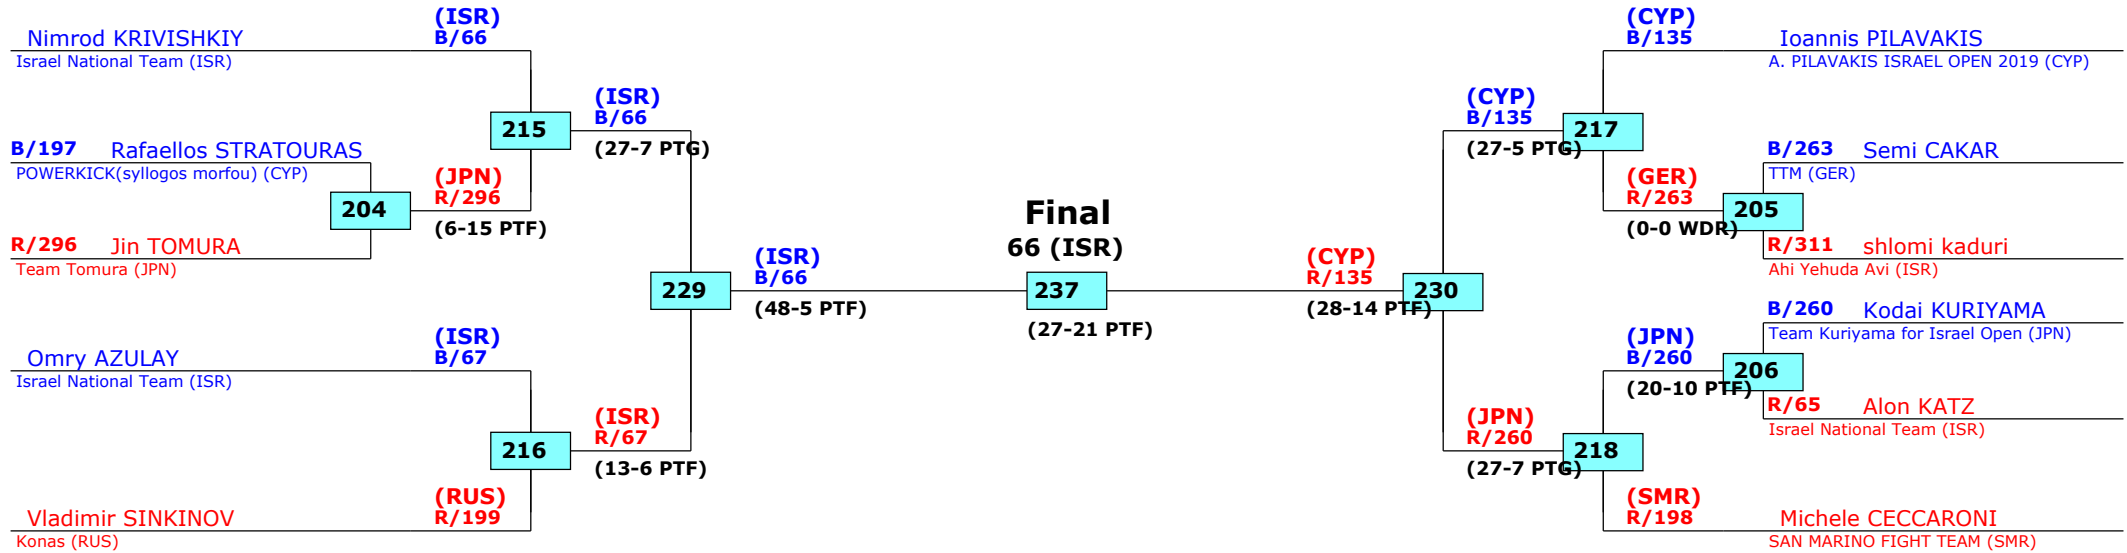 (ISR)
B/66
Nimrod KRIVISHKIY
Israel National Team (ISR)
215
(ISR)
B/66
(27-7 PTG)
B/197 Rafaellos STRATOURAS
POWERKICK(syllogos morfou) (CYP)
204
(JPN)
R/296
(6-15 PTF)
R/296 Jin TOMURA
Team Tomura (JPN)
229
(ISR)
B/66
(48-5 PTF)
(ISR)
B/67
Omry AZULAY
Israel National Team (ISR)
216
(ISR)
R/67
(13-6 PTF)
(RUS)
R/199
Vladimir SINKINOV
Konas (RUS)
Final
66 (ISR)
237
(27-21 PTF)
(CYP)
R/135
(28-14 PTF)
230
(CYP)
B/135
Ioannis PILAVAKIS
A. PILAVAKIS ISRAEL OPEN 2019 (CYP)
(CYP)
B/135
(27-5 PTG)
217
B/263 Semi CAKAR
TTM (GER)
(GER)
R/263
(0-0 WDR)
205
R/311 shlomi kaduri
Ahi Yehuda Avi (ISR)
B/260 Kodai KURIYAMA
Team Kuriyama for Israel Open (JPN)
(JPN)
B/260
(20-10 PTF)
206
R/65 Alon KATZ
Israel National Team (ISR)
(JPN)
R/260
(27-7 PTG)
218
(SMR)
R/198
Michele CECCARONI
SAN MARINO FIGHT TEAM (SMR)